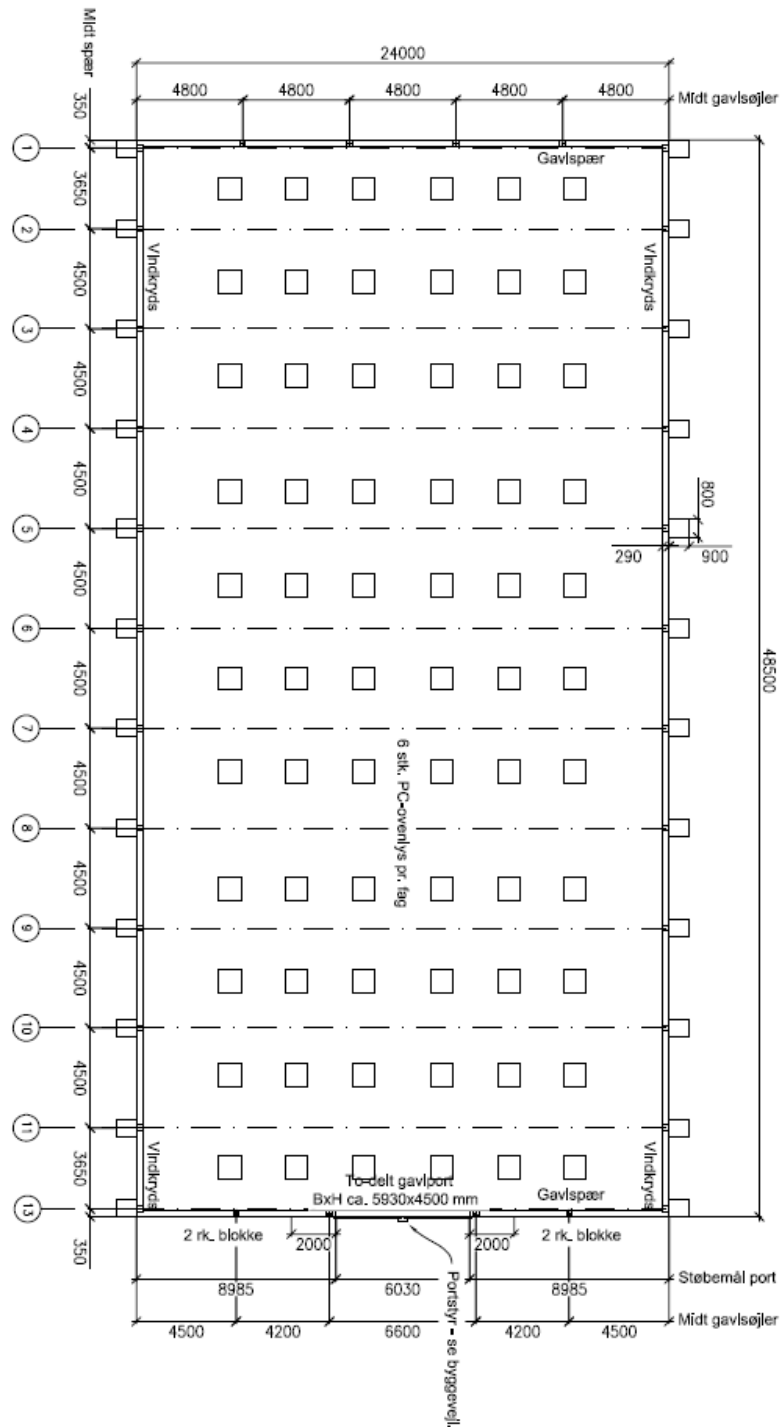 24000
4800 4800 4800 4800 4800
Midt gavlsøjler
Midt spær
350
Gavlspær
1
3650
2
Vindkryds
Vindkryds
4500
3
4500
4
4500
800
5
290
900
4500
6
48500
4500
7
6 stk. PC-ovenlys pr. fag
4500
8
4500
9
4500
10
4500
11
3650
Vindkryds
Vindkryds
To-delt gavlport
BxH ca. 5930x4500 mm
Gavlspær
13
350
2 rk. blokke
2000
2000
2 rk. blokke
Portstyr - se byggevejl.
8985 6030 8985
Støbemål port
4500 4200 6600 4200 4500
Midt gavlsøjler